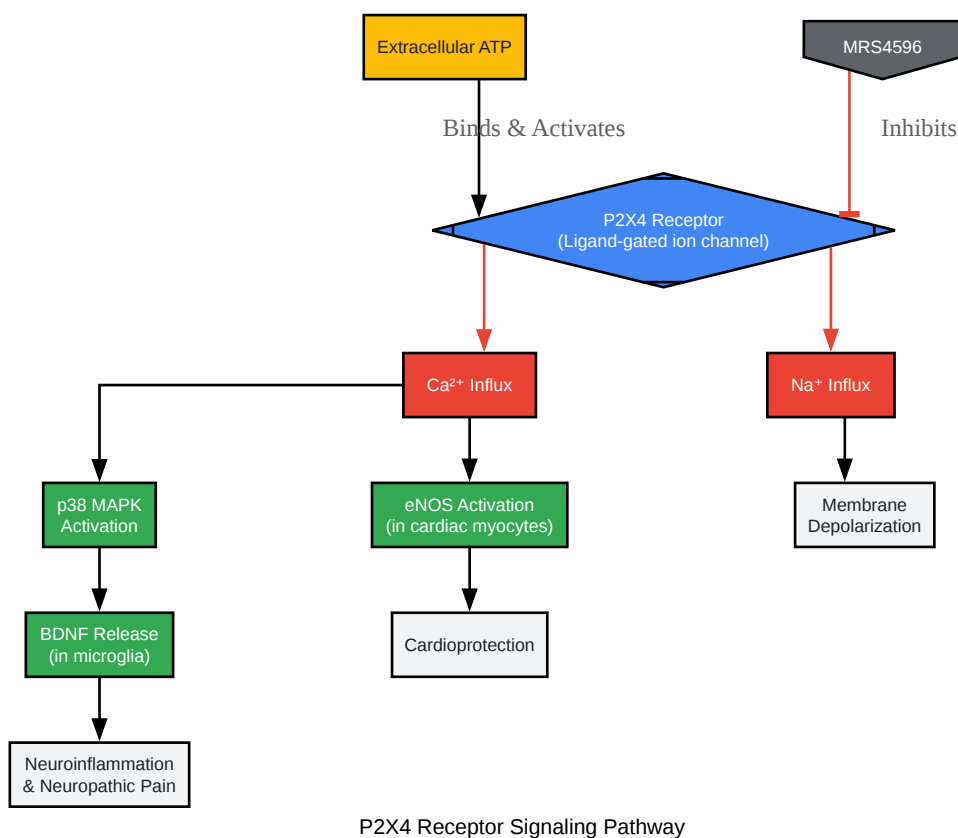 Extracellular ATP
MRS4596
Binds & Activates
Inhibits
P2X4 Receptor
(Ligand-gated ion channel)
Ca²⁺ Influx
Na⁺ Influx
p38 MAPK
Activation
eNOS Activation
(in cardiac myocytes)
Membrane
Depolarization
BDNF Release
(in microglia)
Cardioprotection
Neuroinflammation
& Neuropathic Pain
P2X4 Receptor Signaling Pathway